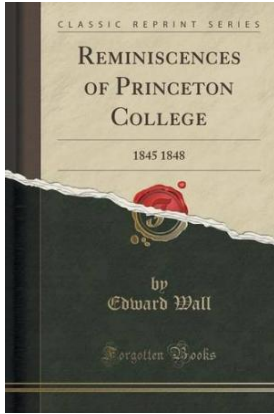 CLASSIC REPRINT SERIES
REMINISCENCES
OF PRINCETON
COLLEGE
1845 1848
F
by
Edward Wall
Forgotten Books